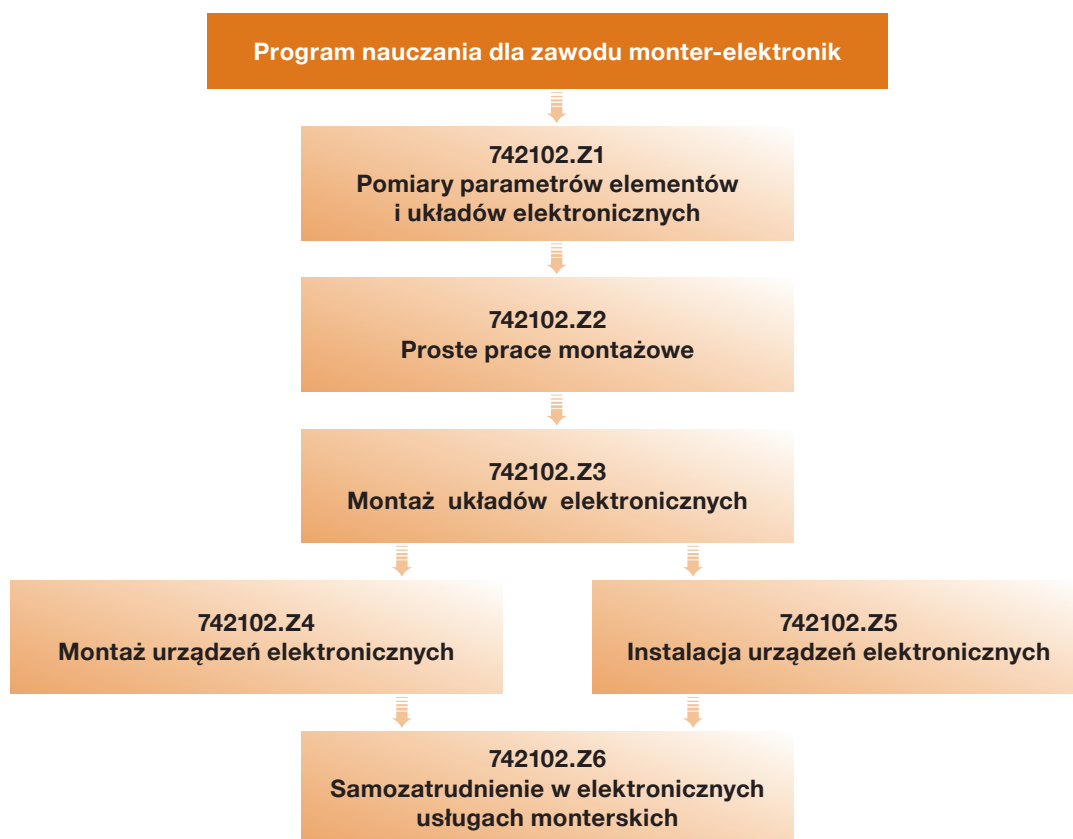 Program nauczania dla zawodu monter-elektronik
742102.Z1
Pomiary parametrów elementów
i układów elektronicznych
742102.Z2
Proste prace montażowe
742102.Z3
Montaż układów elektronicznych
742102.Z4
Montaż urządzeń elektronicznych
742102.Z5
Instalacja urządzeń elektronicznych
742102.Z6
Samozatrudnienie w elektronicznych
usługach monterskich